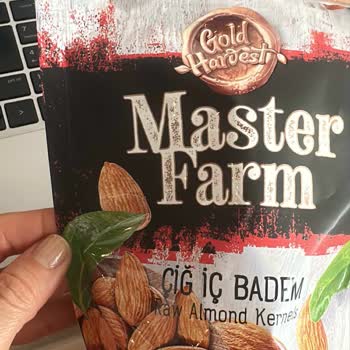 Gold
Harvest
Master
Farm
ÇİĞ İÇ BADEM
Raw Almond Kernels